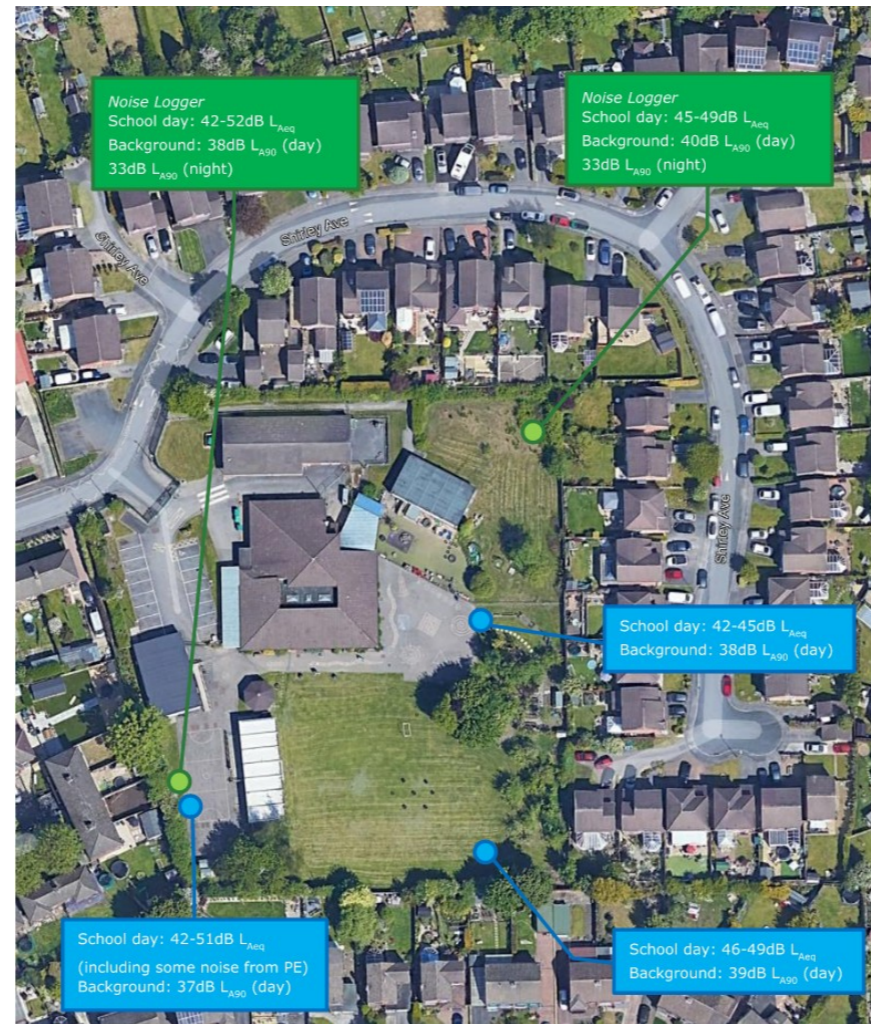 Noise Logger
School day: 42-52dB LAeq
Background: 38dB LA90 (day)
33dB LA90 (night)
Noise Logger
School day: 45-49dB LAeq
Background: 40dB LA90 (day)
33dB LA90 (night)
Shirley Ave
Shirley Ave
Shirley Ave
School day: 42-45dB LAeq
Background: 38dB LA90 (day)
School day: 42-51dB LAeq
(including some noise from PE)
Background: 37dB LA90 (day)
School day: 46-49dB LAeq
Background: 39dB LA90 (day)